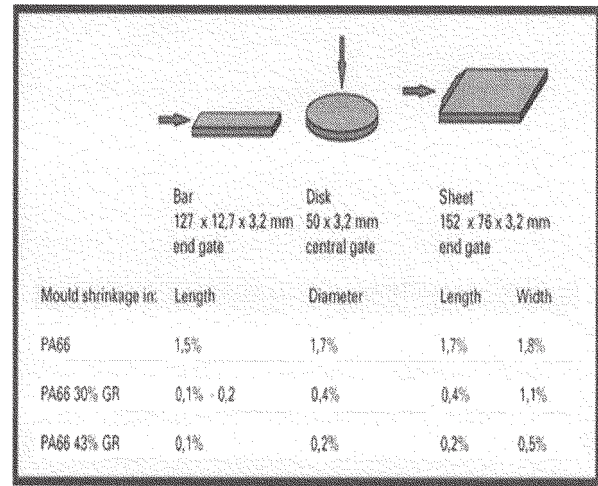 Bar Disk Sheet
127 x 12,7 x 3,2 mm 50 x 3,2 mm 152 x 76 x 3,2 mm
end gate central gate end gate
Mould shrinkage in: Length Diameter Length Width
PA66 1,5% 1,7% 1,7% 1,8%
PA66 30% GR 0,1% - 0,2 0,4% 0,4% 1,1%
PA66 43% GR 0,1% 0,2% 0,2% 0,5%